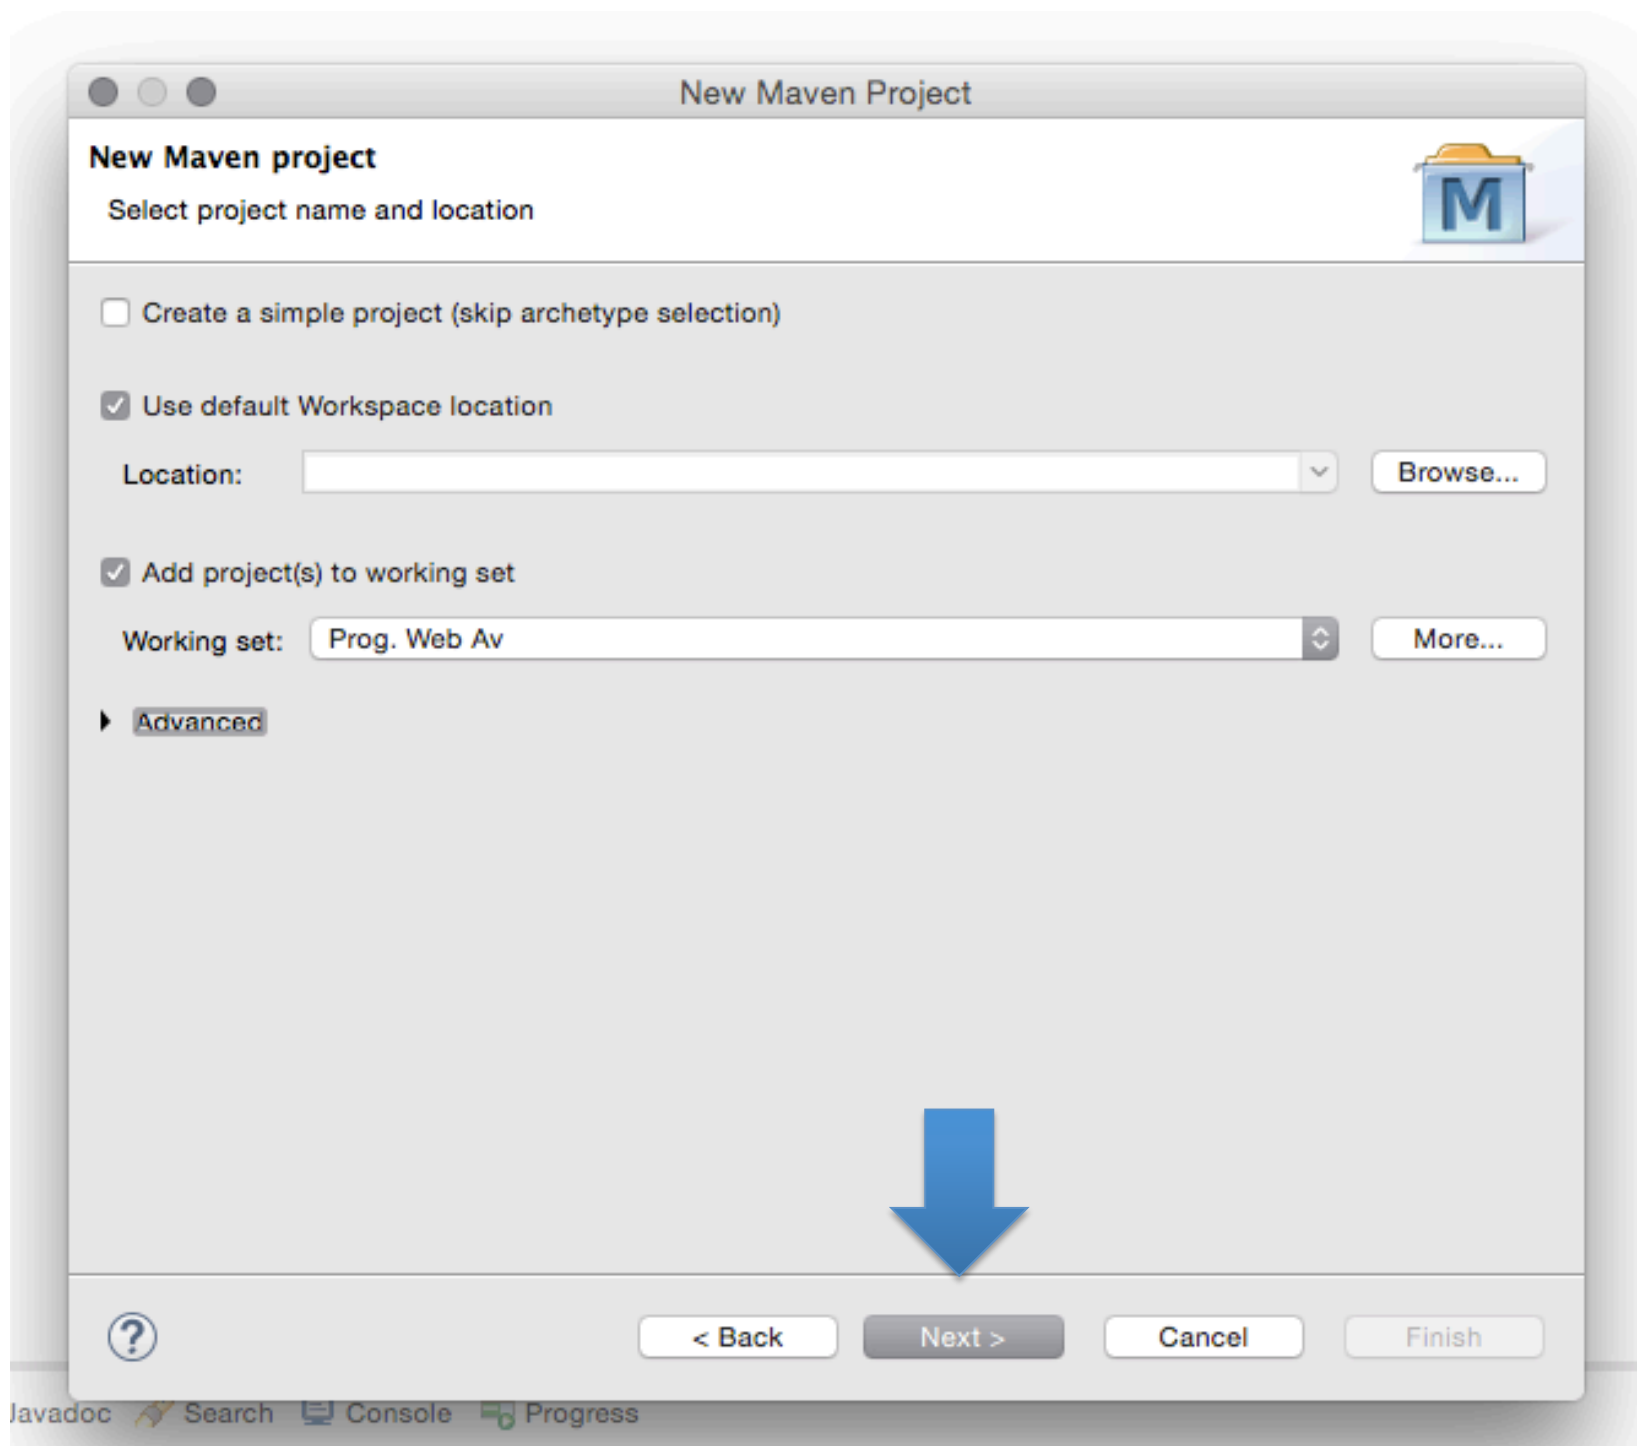 New Maven Project
New Maven project
Select project name and location
M
Create a simple project (skip archetype selection)
Use default Workspace location
Location:
Browse...
Add project(s) to working set
Working set: Prog. Web Av More...
Advanced
? < Back Next > Cancel Finish
Javadoc Search Console Progress